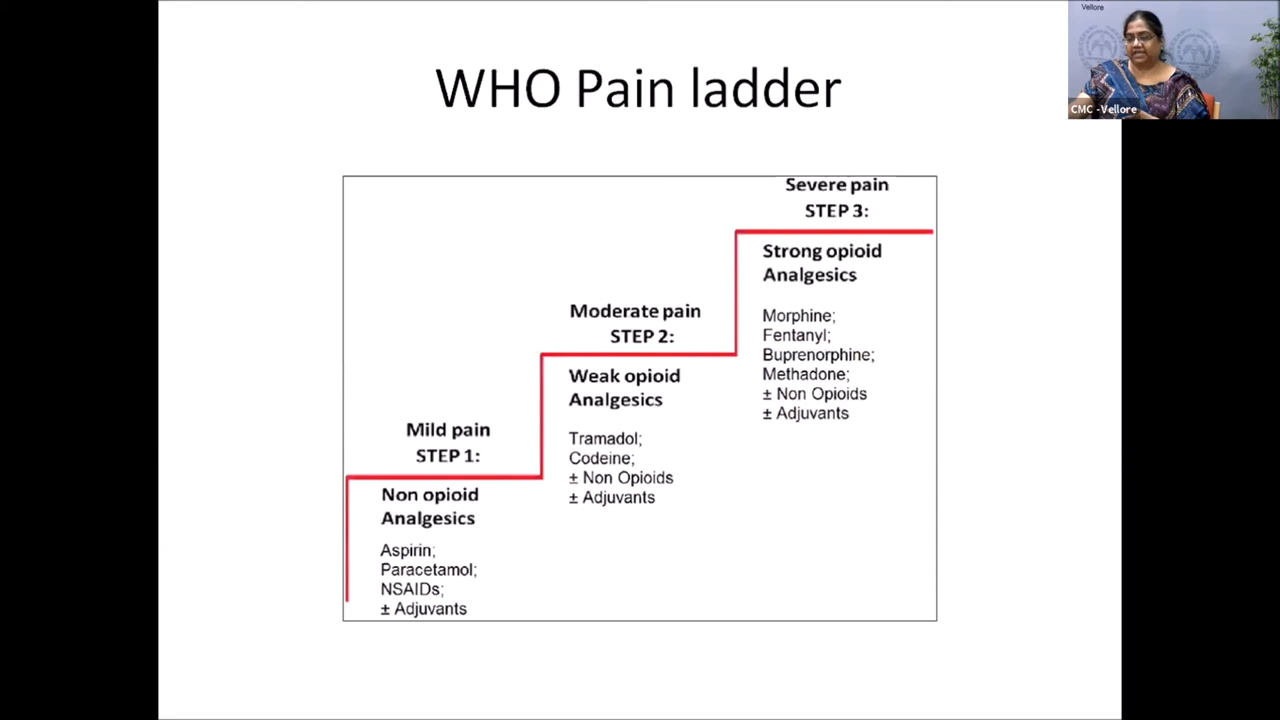 WHO Pain ladder
Vellore
CMC - Vellore
Severe pain
STEP 3:
Strong opioid
Analgesics
Morphine;
Fentanyl;
Buprenorphine;
Methadone;
± Non Opioids
± Adjuvants
Moderate pain
STEP 2:
Weak opioid
Analgesics
Tramadol;
Codeine;
± Non Opioids
± Adjuvants
Mild pain
STEP 1:
Non opioid
Analgesics
Aspirin;
Paracetamol;
NSAIDs;
± Adjuvants